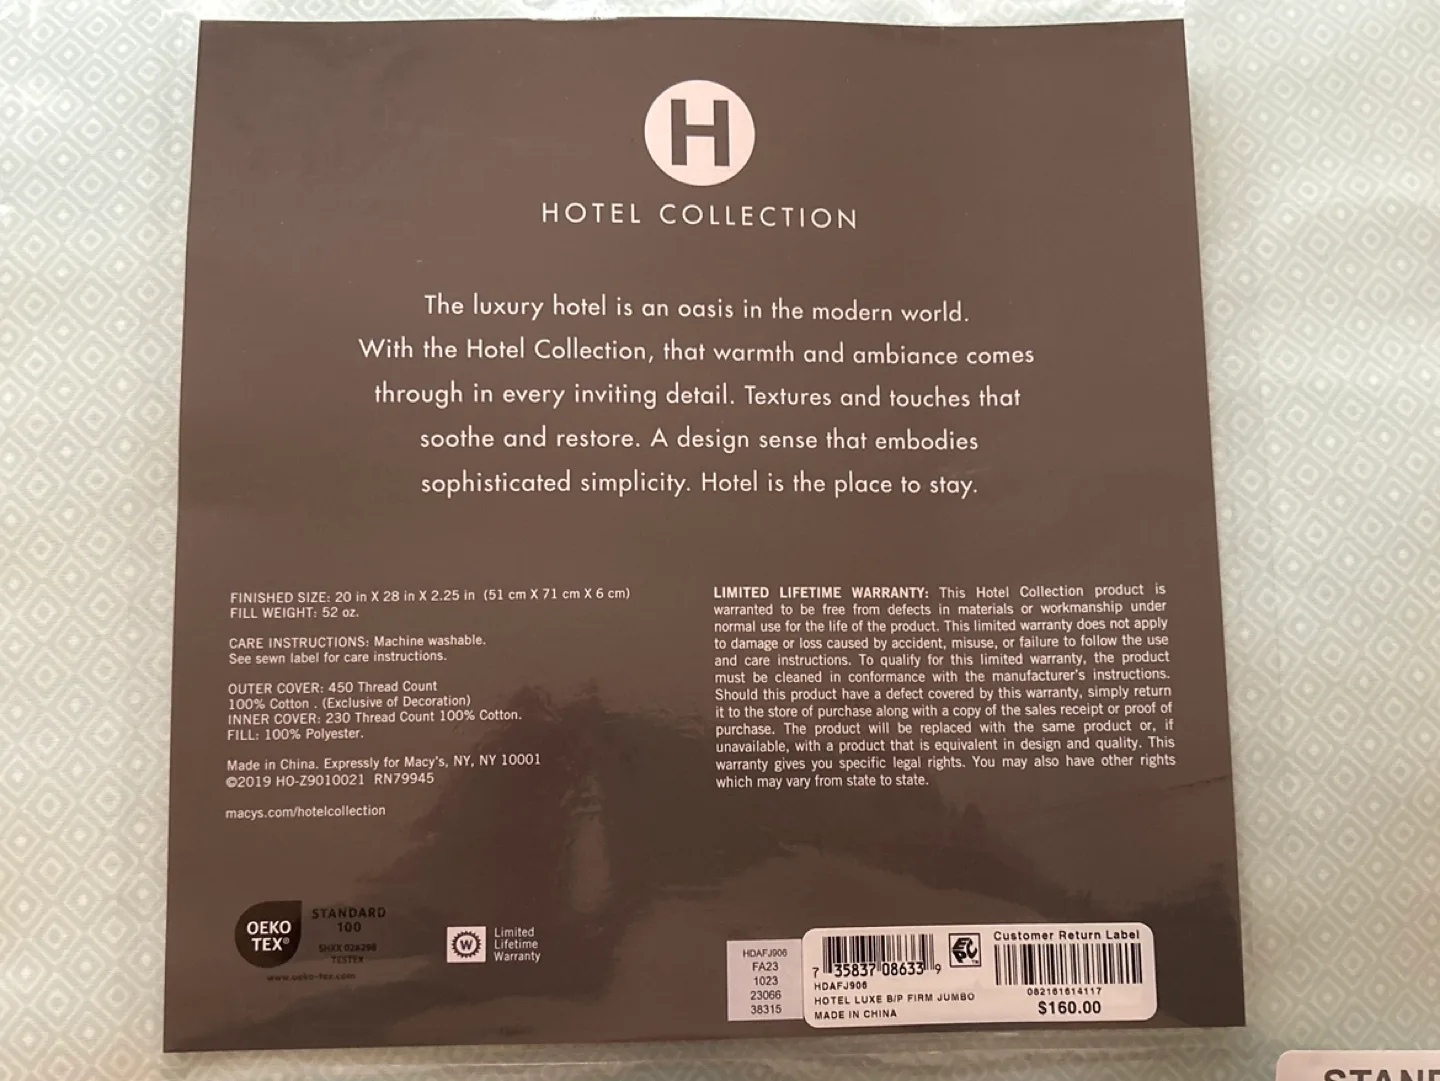 H
HOTEL COLLECTION
The luxury hotel is an oasis in the modern world.
With the Hotel Collection, that warmth and ambiance comes
through in every inviting detail. Textures and touches that
soothe and restore. A design sense that embodies
sophisticated simplicity. Hotel is the place to stay.
FINISHED SIZE: 20 in X 28 in X 2.25 in (51 cm X 71 cm X 6 cm)
FILL WEIGHT: 52 oz.
CARE INSTRUCTIONS: Machine washable.
See sewn label for care instructions.
OUTER COVER: 450 Thread Count
100% Cotton . (Exclusive of Decoration)
INNER COVER: 230 Thread Count 100% Cotton.
FILL: 100% Polyester.
Made in China. Expressly for Macy's, NY, NY 10001
©2019 HO-Z9010021 RN79945
macys.com/hotelcollection
LIMITED LIFETIME WARRANTY: This Hotel Collection product is
warranted to be free from defects in materials or workmanship under
normal use for the life of the product. This limited warranty does not apply
to damage or loss caused by accident, misuse, or failure to follow the use
and care instructions. To qualify for this limited warranty, the product
must be cleaned in conformance with the manufacturer's instructions.
Should this product have a defect covered by this warranty, simply return
it to the store of purchase along with a copy of the sales receipt or proof of
purchase. The product will be replaced with the same product or, if
unavailable, with a product that is equivalent in design and quality. This
warranty gives you specific legal rights. You may also have other rights
which may vary from state to state.
OEKO
TEX®
STANDARD
100
SHXX 026298
TESTEX
www.oeko-tex.com
W
Limited
Lifetime
Warranty
HDAFJ906
FA23
1023
23066
38315
7 35837 08633 9
HDAFJ906
HOTEL LUXE B/P FIRM JUMBO
MADE IN CHINA
EPC
Customer Return Label
082161614117
$160.00